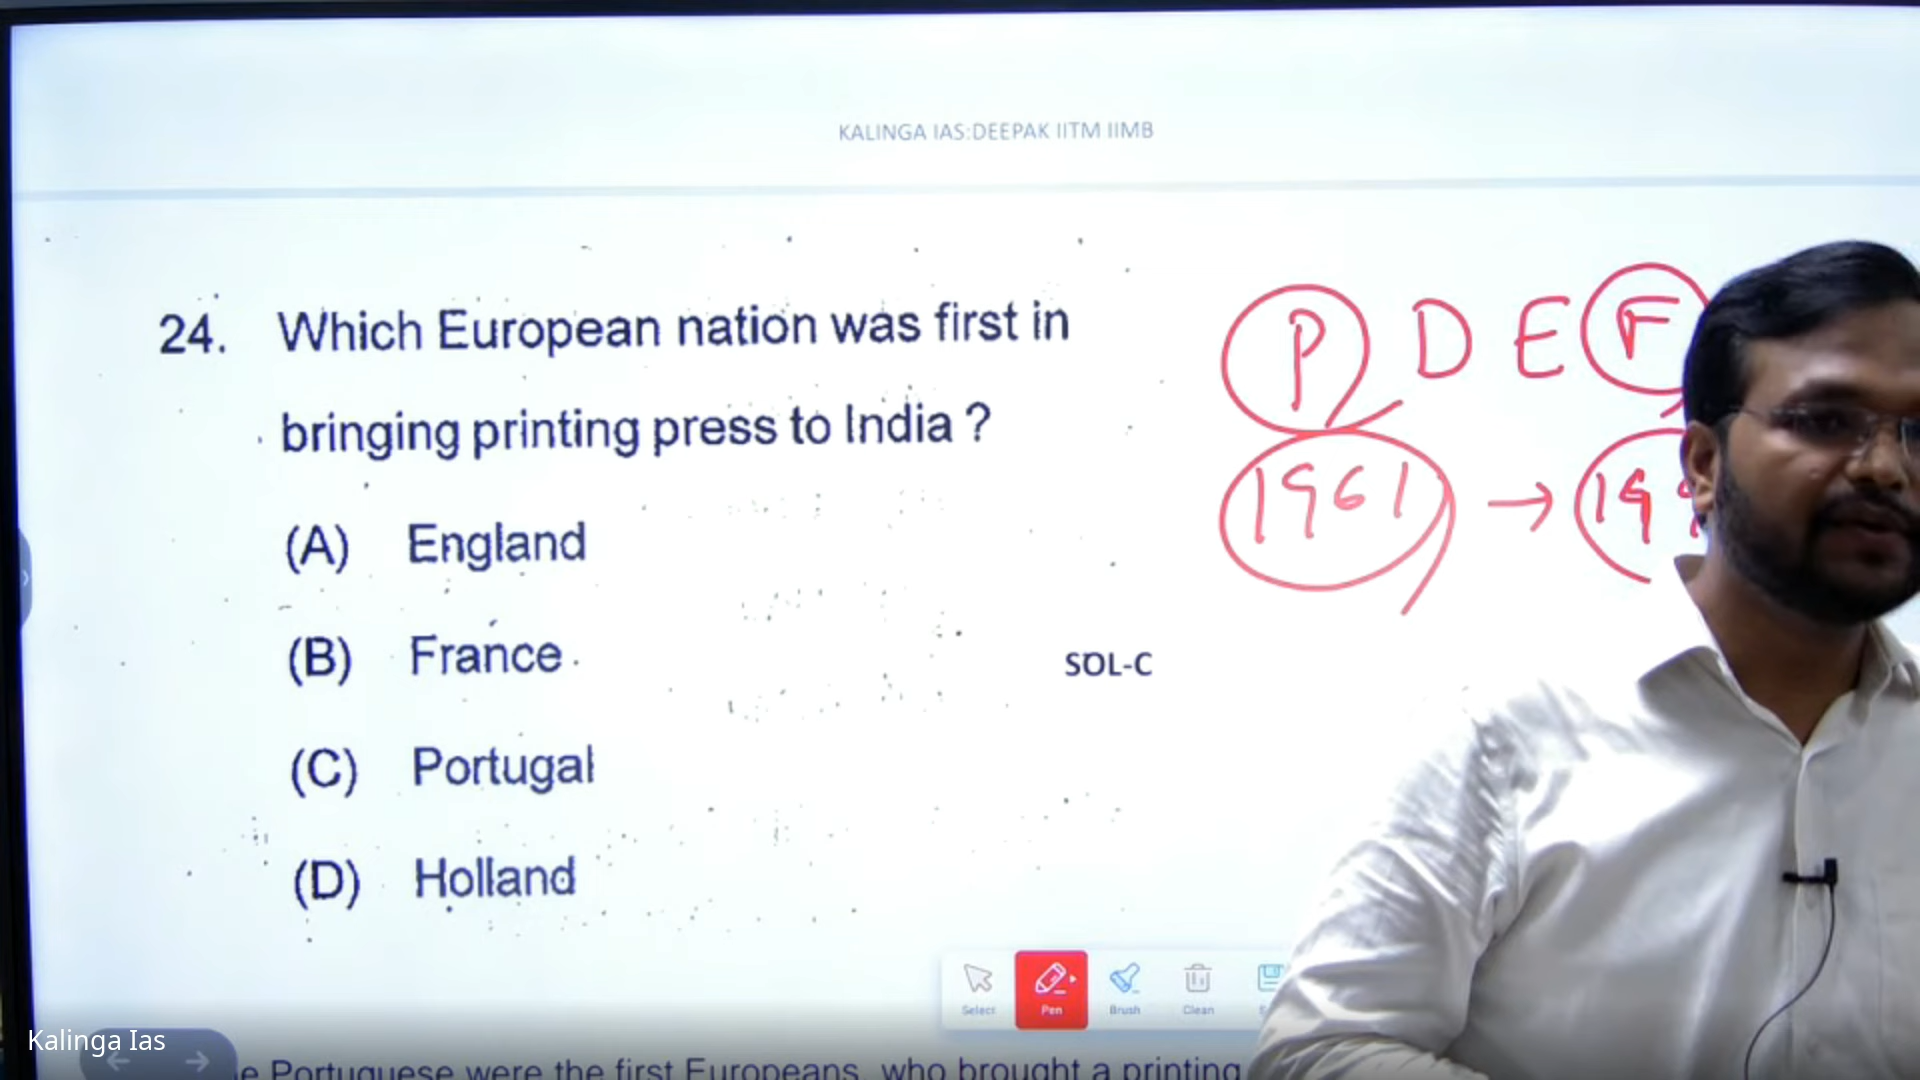 KALINGA IAS:DEEPAK IITM IIMB
24. Which European nation was first in
bringing printing press to India ?
(A) England
(B) France
(C) Portugal
(D) Holland
SOL-C
P D E F
1961 →
Select Pen Brush Clean
Kalinga Ias
Portuguese were the first Europeans, who brought a printing